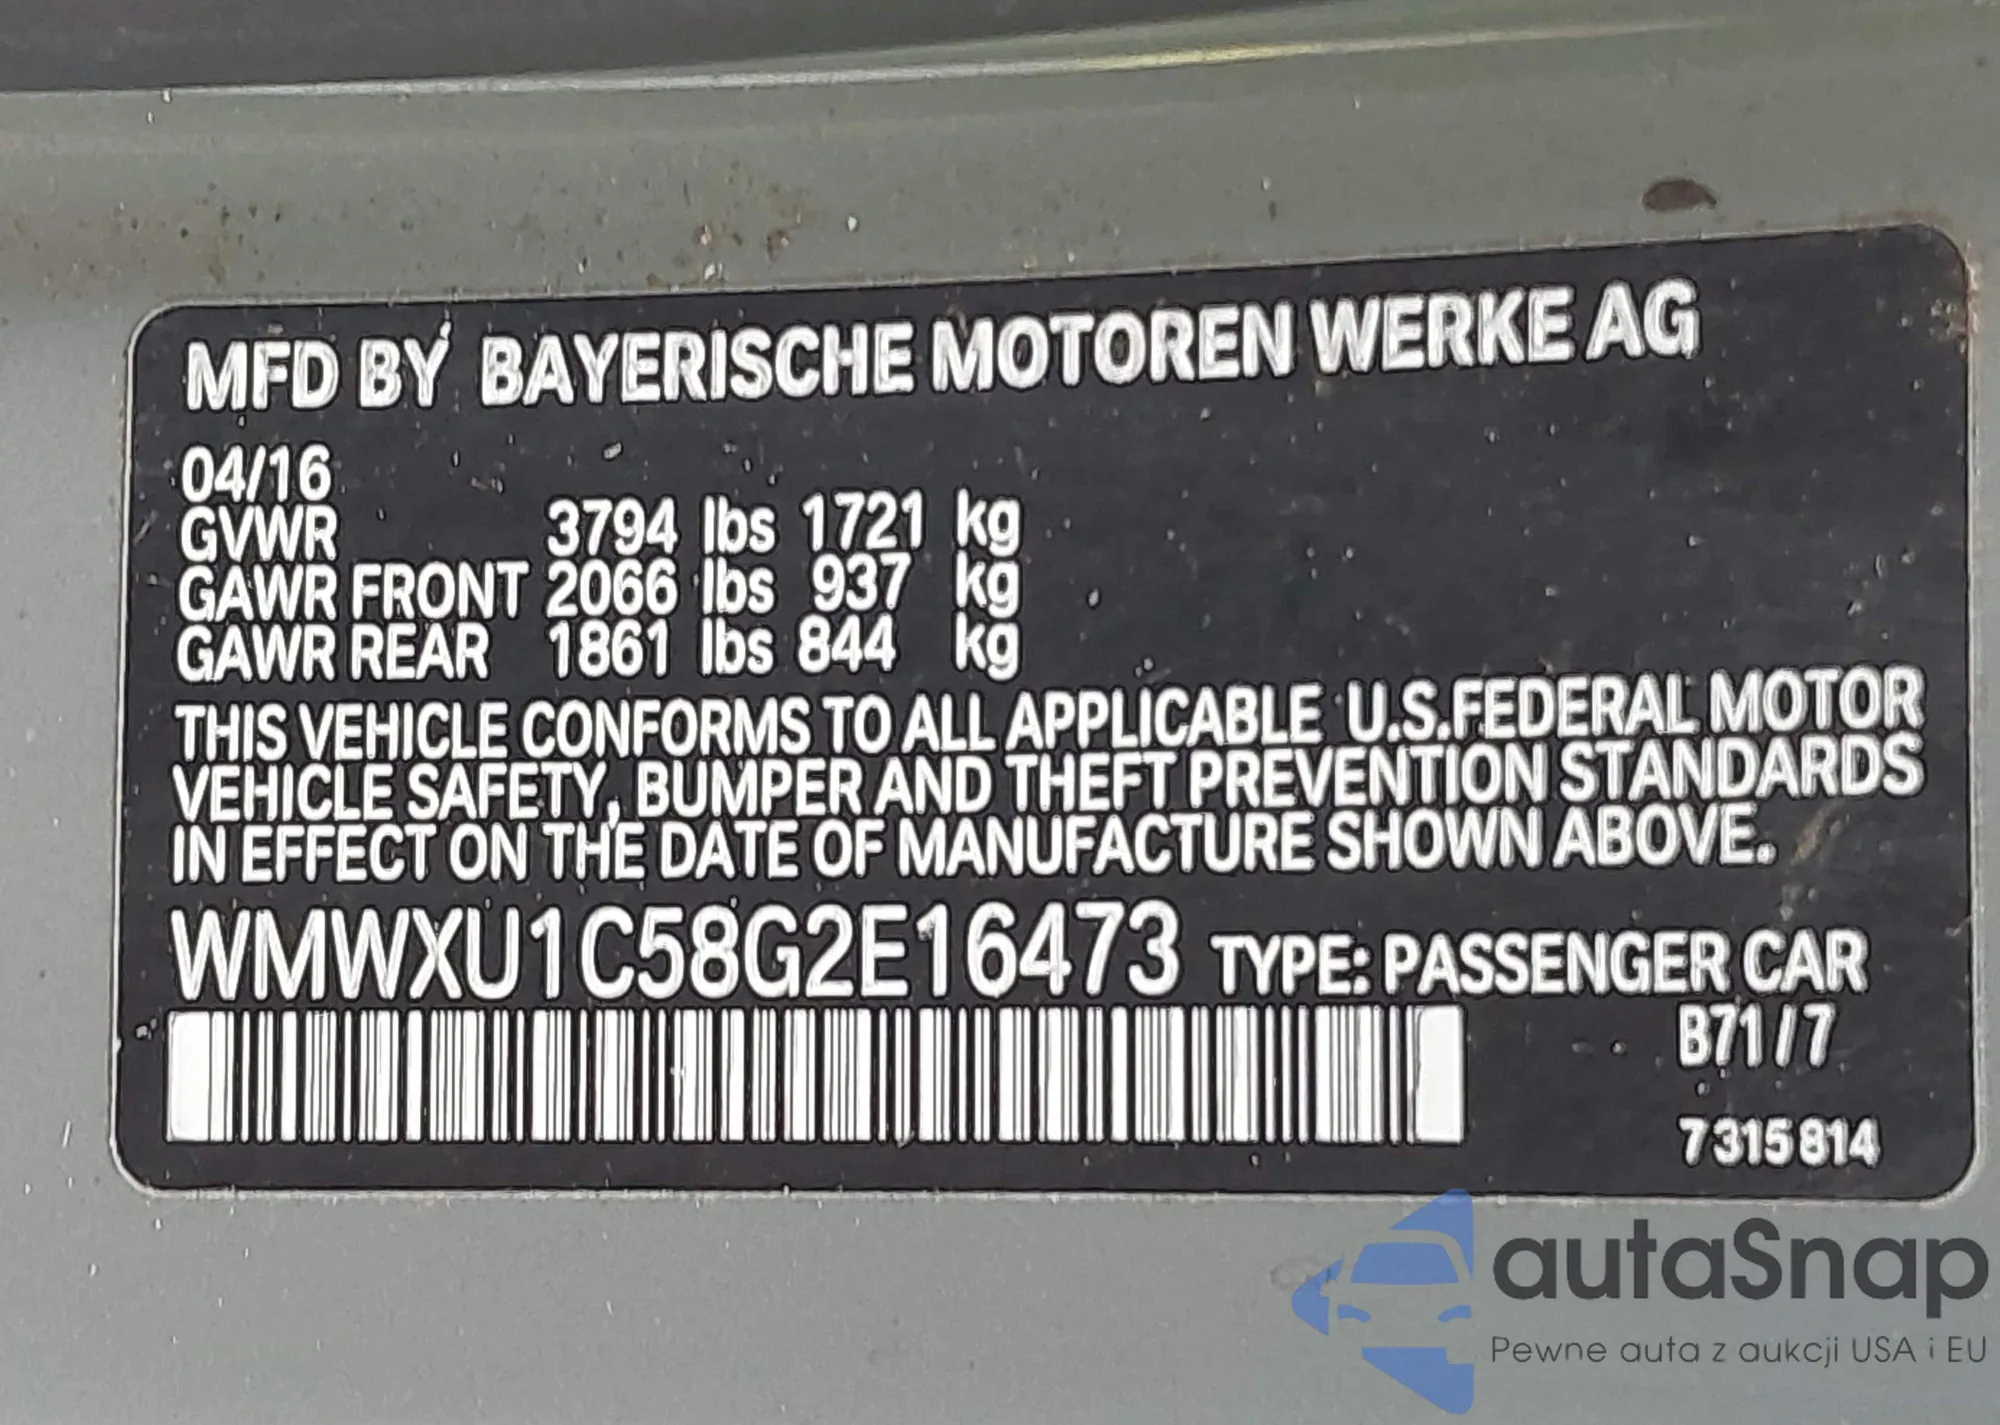 MFD BY BAYERISCHE MOTOREN WERKE AG
04/16
GVWR 3794 lbs 1721 kg
GAWR FRONT 2066 lbs 937 kg
GAWR REAR 1861 lbs 844 kg
THIS VEHICLE CONFORMS TO ALL APPLICABLE U.S.FEDERAL MOTOR
VEHICLE SAFETY, BUMPER AND THEFT PREVENTION STANDARDS
IN EFFECT ON THE DATE OF MANUFACTURE SHOWN ABOVE.
WMWXU1C58G2E16473 TYPE: PASSENGER CAR
B71/7
7315814
autaSnap
Pewne auta z aukcji USA i EU